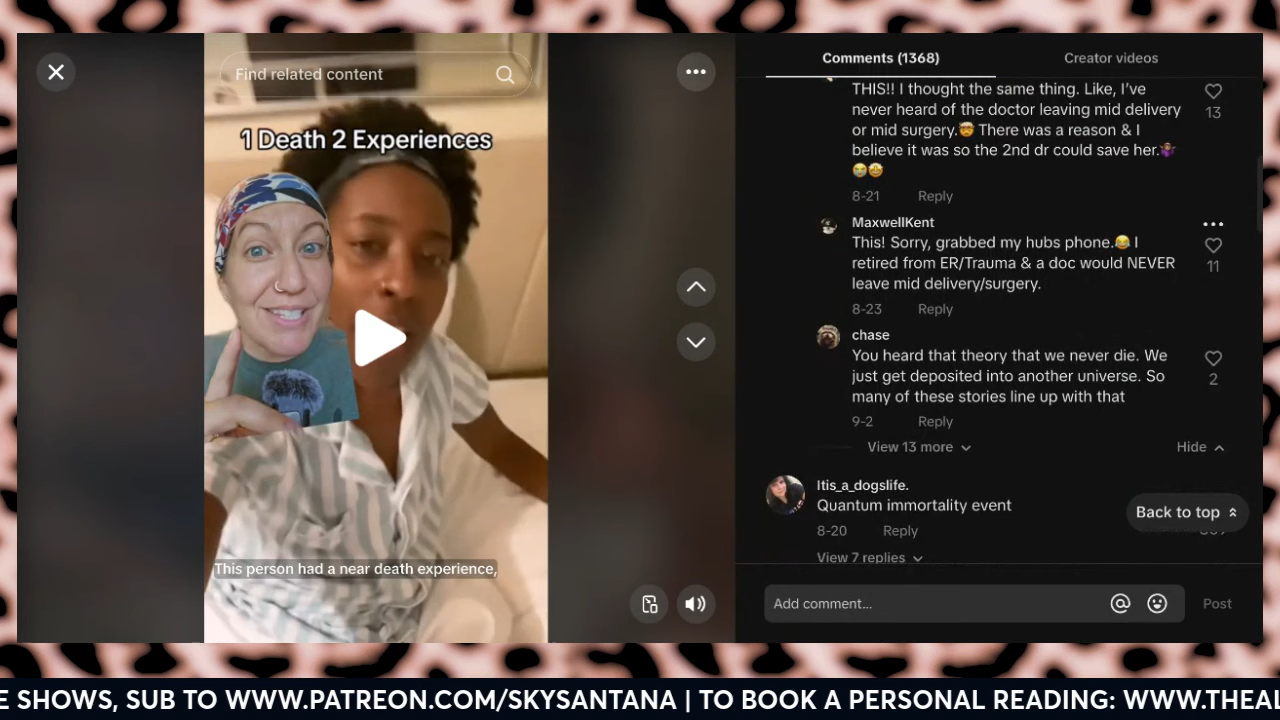 Find related content
1 Death 2 Experiences
This person had a near death experience,
Comments (1368)
Creator videos
THIS!! I thought the same thing. Like, I've
never heard of the doctor leaving mid delivery
or mid surgery.🤯 There was a reason & I
believe it was so the 2nd dr could save her.🤷🏾‍♀️
😭🤩
13
8-21 Reply
MaxwellKent
This! Sorry, grabbed my hubs phone.😂 I
retired from ER/Trauma & a doc would NEVER
leave mid delivery/surgery.
11
8-23 Reply
chase
You heard that theory that we never die. We
just get deposited into another universe. So
many of these stories line up with that
2
9-2 Reply
View 13 more
Hide
Itis_a_dogslife.
Quantum immortality event
8-20 Reply
Back to top
View 7 replies
Add comment...
Post
E SHOWS, SUB TO WWW.PATREON.COM/SKYSANTANA | TO BOOK A PERSONAL READING: WWW.THEAL